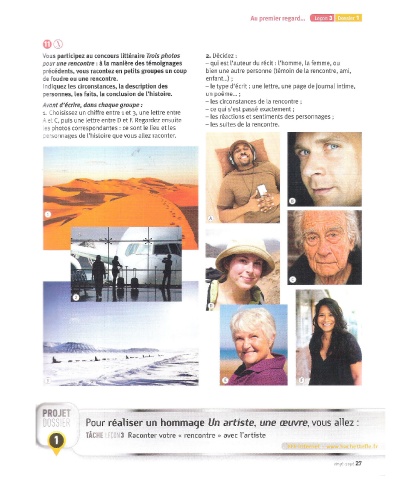 Au premier regard... Leçon 3 Dossier 1
11
Vous participez au concours littéraire Trois photos
pour une rencontre : à la manière des témoignages
précédents, vous racontez en petits groupes un coup
de foudre ou une rencontre.
Indiquez les circonstances, la description des
personnes, les faits, la conclusion de l'histoire.
Avant d'écrire, dans chaque groupe :
1. Choisissez un chiffre entre 1 et 3, une lettre entre
A et C, puis une lettre entre D et F. Regardez ensuite
les photos correspondantes : ce sont le lieu et les
personnages de l'histoire que vous allez raconter.
2. Décidez :
– qui est l'auteur du récit : l'homme, la femme, ou
bien une autre personne (témoin de la rencontre, ami,
enfant...) ;
– le type d'écrit : une lettre, une page de journal intime,
un poème... ;
– les circonstances de la rencontre ;
– ce qui s'est passé exactement ;
– les réactions et sentiments des personnages ;
– les suites de la rencontre.
A
PROJET
DOSSIER
1
Pour réaliser un hommage Un artiste, une œuvre, vous allez :
TÂCHE LEÇON 3 Raconter votre « rencontre » avec l'artiste
27